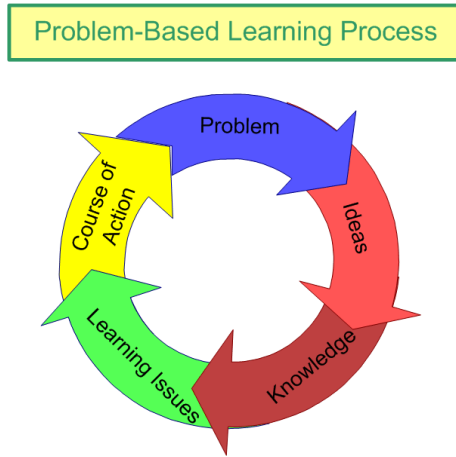 Problem-Based Learning Process
Problem
Ideas
Knowledge
Learning Issues
Course of
Action